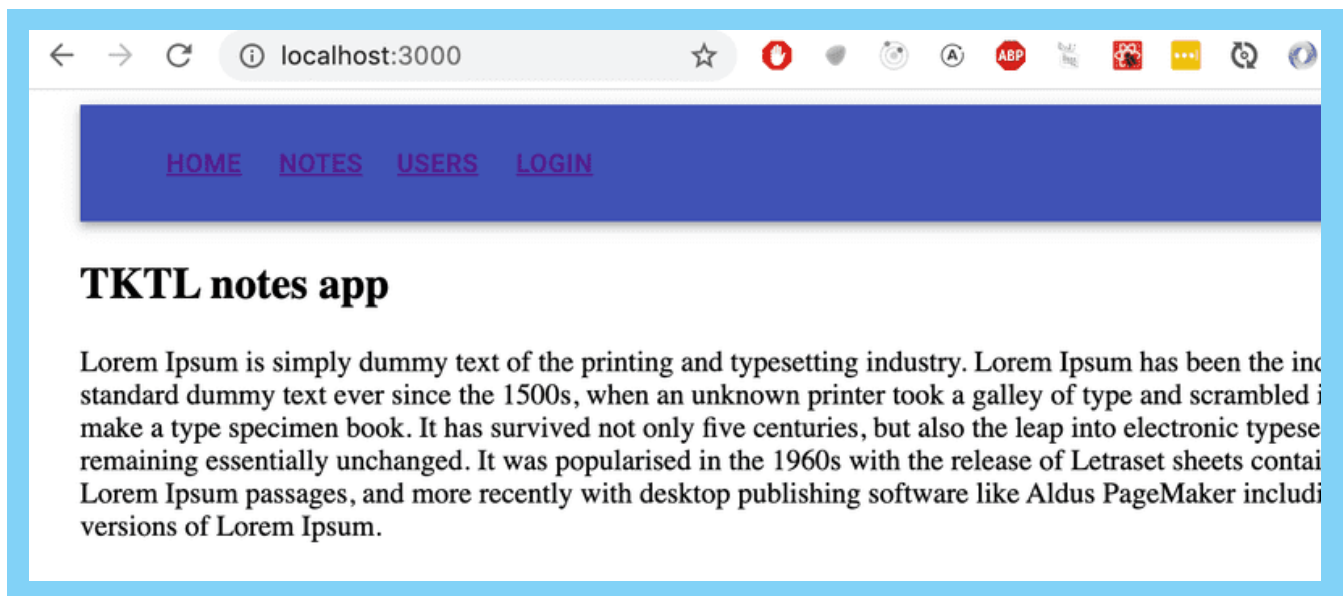 localhost:3000
ABP
HOME NOTES USERS LOGIN
TKTL notes app
Lorem Ipsum is simply dummy text of the printing and typesetting industry. Lorem Ipsum has been the
standard dummy text ever since the 1500s, when an unknown printer took a galley of type and scrambled
make a type specimen book. It has survived not only five centuries, but also the leap into electronic
remaining essentially unchanged. It was popularised in the 1960s with the release of Letraset sheets
Lorem Ipsum passages, and more recently with desktop publishing software like Aldus PageMaker
versions of Lorem Ipsum.